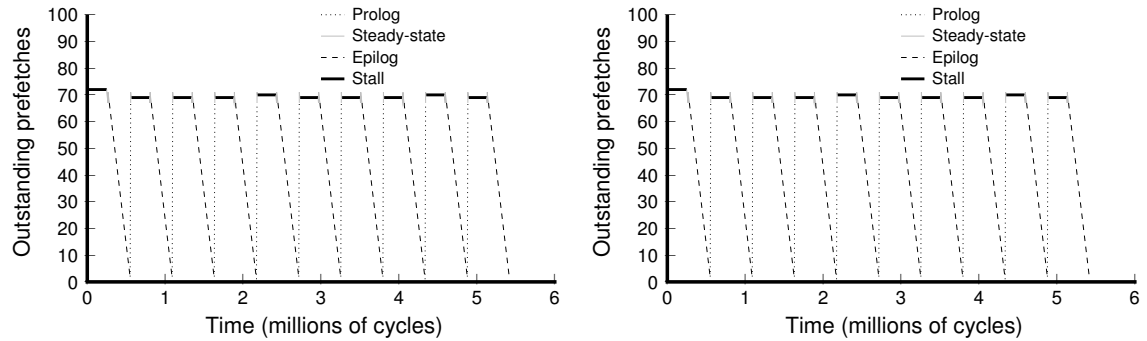 100
90
80
70
60
50
40
30
20
10
0
Outstanding prefetches
Prolog
Steady-state
Epilog
Stall
0 1 2 3 4 5 6
Time (millions of cycles)
100
90
80
70
60
50
40
30
20
10
0
Outstanding prefetches
Prolog
Steady-state
Epilog
Stall
0 1 2 3 4 5 6
Time (millions of cycles)